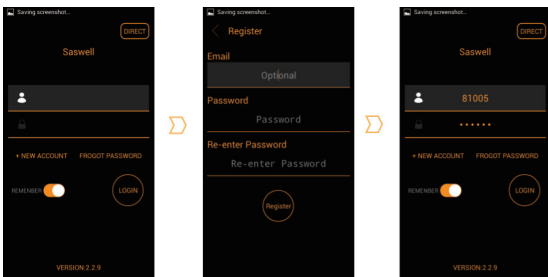 Saving screenshot...
DIRECT
Saswell
+ NEW ACCOUNT FROGOT PASSWORD
REMENBER LOGIN
VERSION:2.2.9
Saving screenshot...
Register
Email
Optional
Password
Password
Re-enter Password
Re-enter Password
Register
Saving screenshot...
DIRECT
Saswell
81005
••••••
+ NEW ACCOUNT FROGOT PASSWORD
REMENBER LOGIN
VERSION:2.2.9